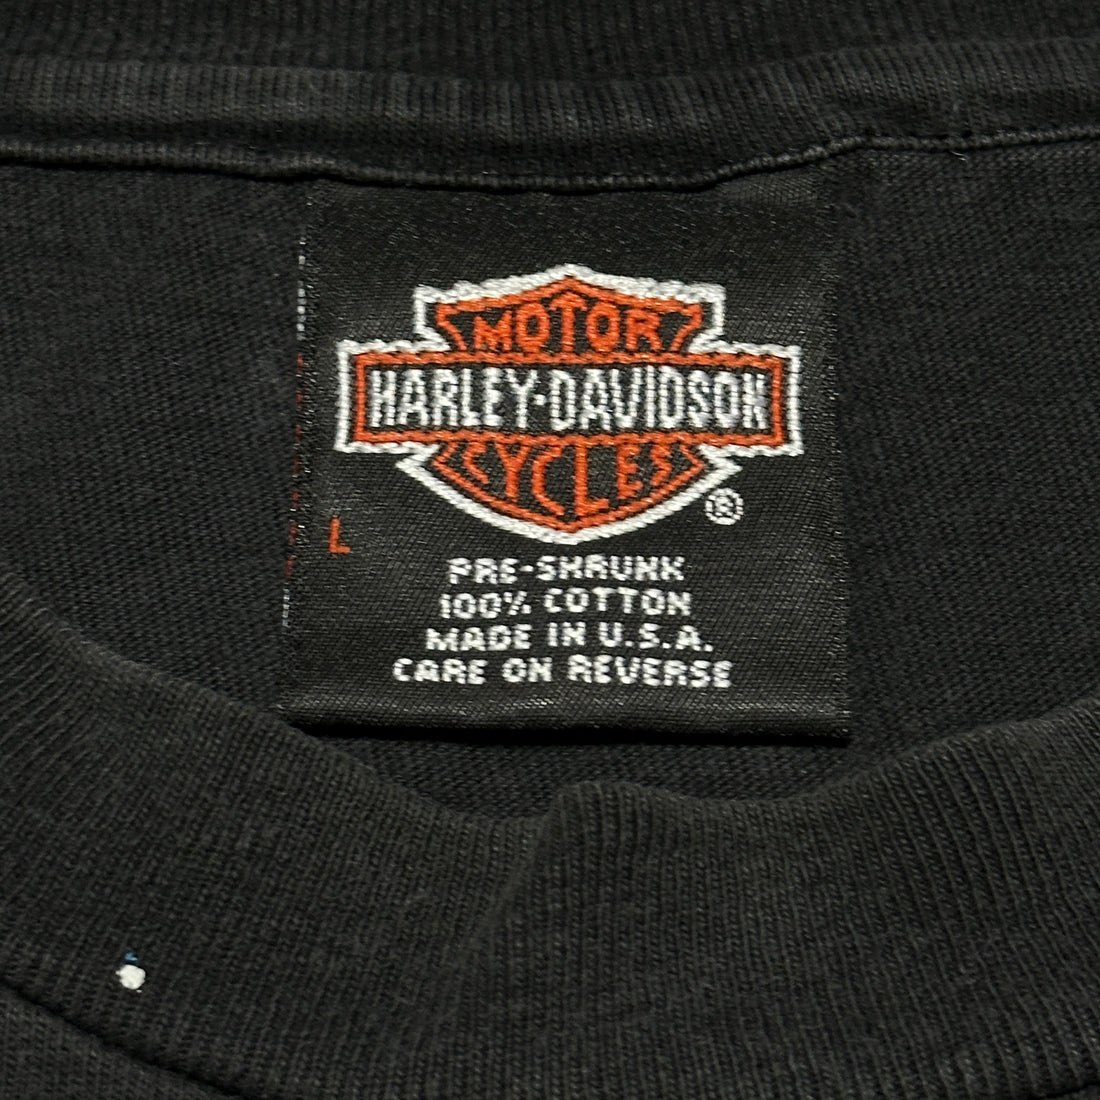 MOTOR
HARLEY-DAVIDSON
CYCLES
®
L
PRE-SHRUNK
100% COTTON
MADE IN U.S.A.
CARE ON REVERSE